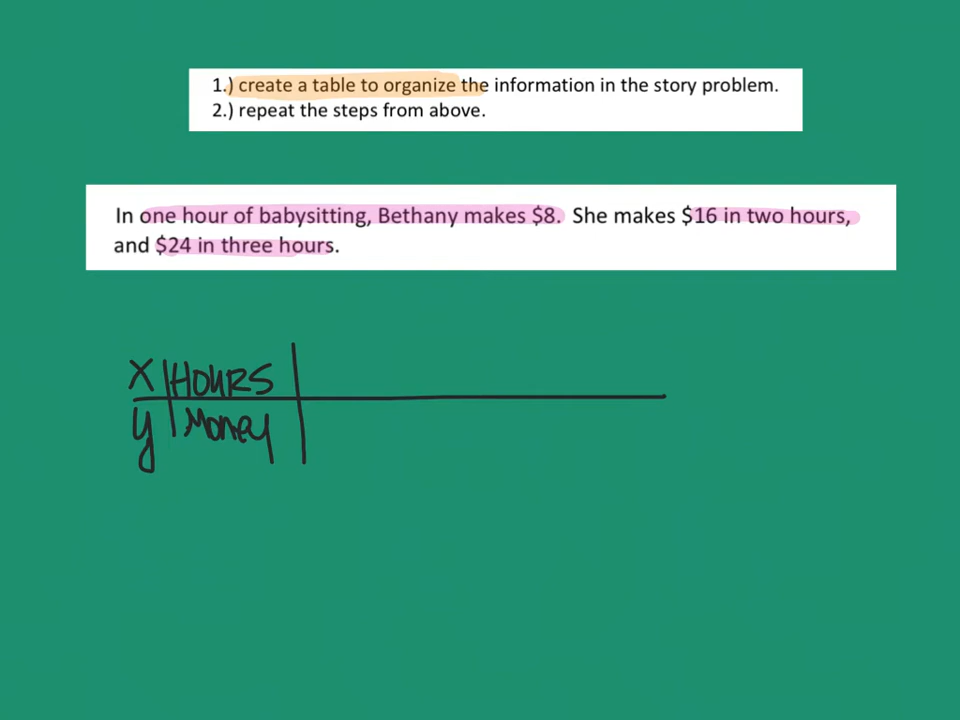 1.) create a table to organize the information in the story problem.
2.) repeat the steps from above.
In one hour of babysitting, Bethany makes $8. She makes $16 in two hours,
and $24 in three hours.
X HOURS
y Money